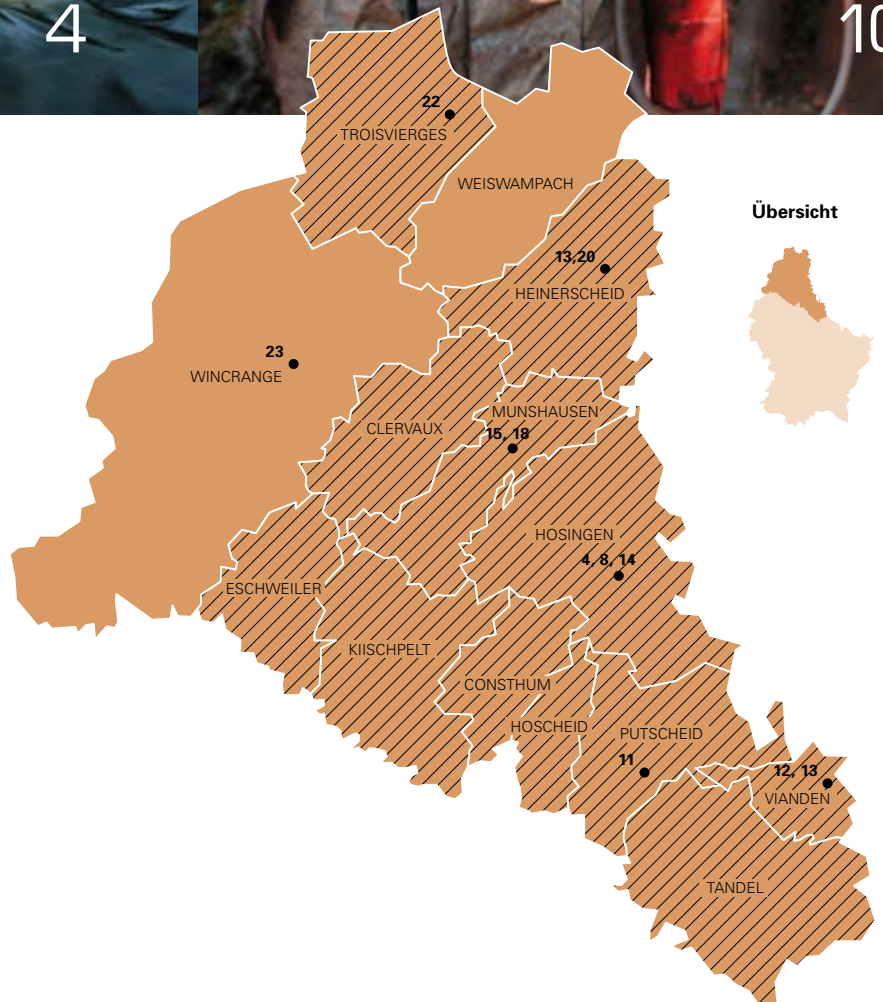 4
10
22
TROISVIERGES
WEISWAMPACH
Übersicht
13,20
HEINERSCHEID
23
WINCRANGE
MUNSHAUSEN
CLERVAUX
15, 18
HOSINGEN
4, 8, 14
ESCHWEILER
KIISCHPELT
CONSTHUM
HOSCHEID
PUTSCHEID
11
12, 13
VIANDEN
TANDEL